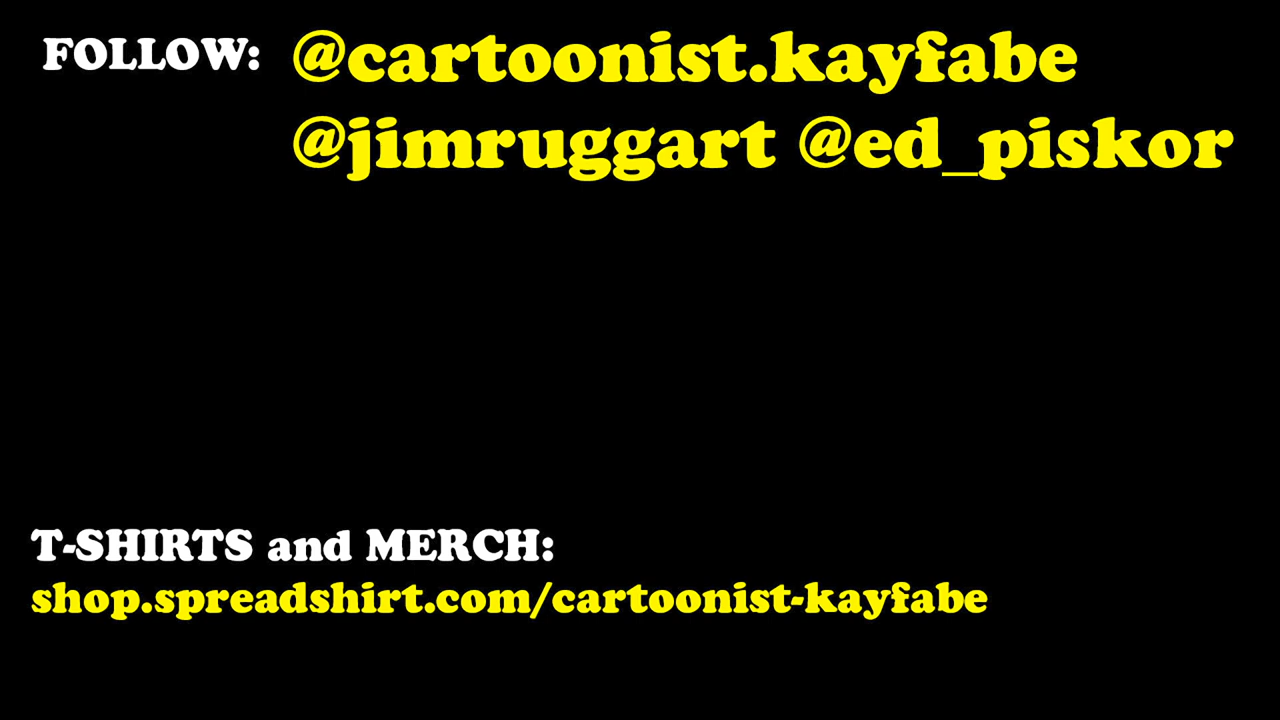 FOLLOW: @cartoonist.kayfabe
@jimruggart @ed_piskor
T-SHIRTS and MERCH:
shop.spreadshirt.com/cartoonist-kayfabe